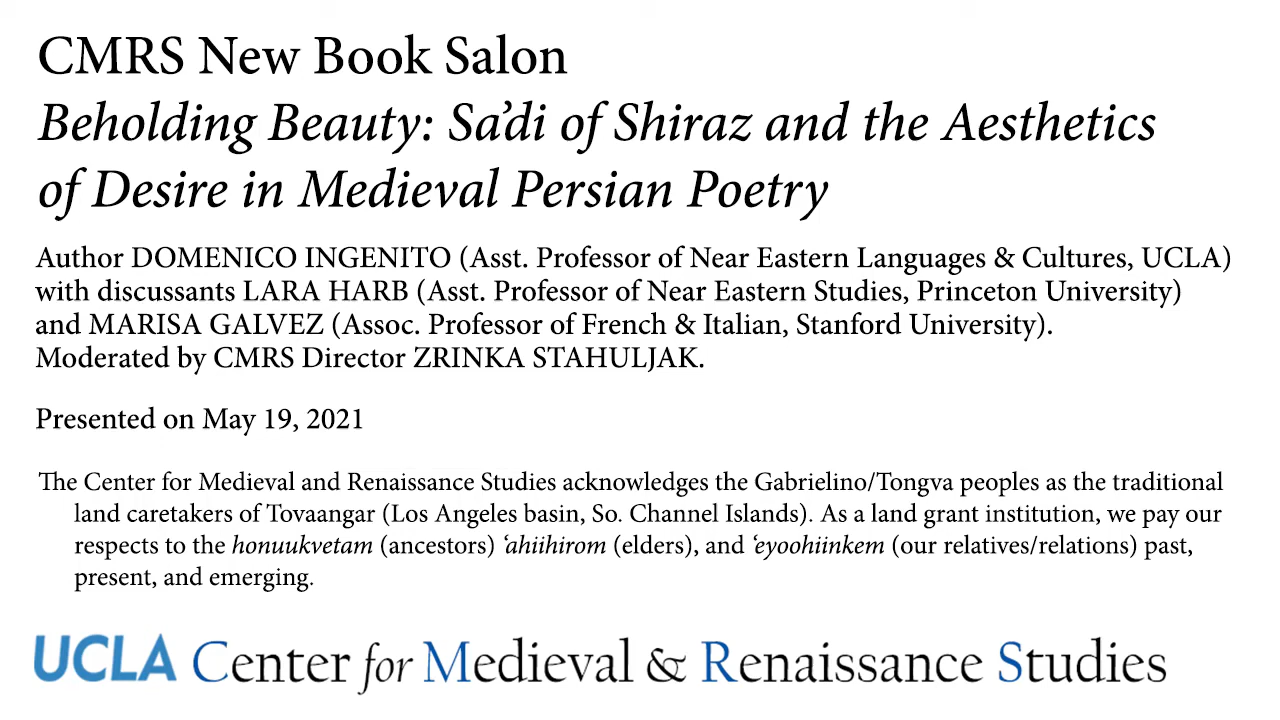 CMRS New Book Salon
Beholding Beauty: Sa’di of Shiraz and the Aesthetics
of Desire in Medieval Persian Poetry
Author DOMENICO INGENITO (Asst. Professor of Near Eastern Languages & Cultures, UCLA)
with discussants LARA HARB (Asst. Professor of Near Eastern Studies, Princeton University)
and MARISA GALVEZ (Assoc. Professor of French & Italian, Stanford University).
Moderated by CMRS Director ZRINKA STAHULJAK.
Presented on May 19, 2021
The Center for Medieval and Renaissance Studies acknowledges the Gabrielino/Tongva peoples as the traditional
land caretakers of Tovaangar (Los Angeles basin, So. Channel Islands). As a land grant institution, we pay our
respects to the honuukvetam (ancestors) ‘ahiihirom (elders), and ‘eyoohiinkem (our relatives/relations) past,
present, and emerging.
UCLA Center for Medieval & Renaissance Studies